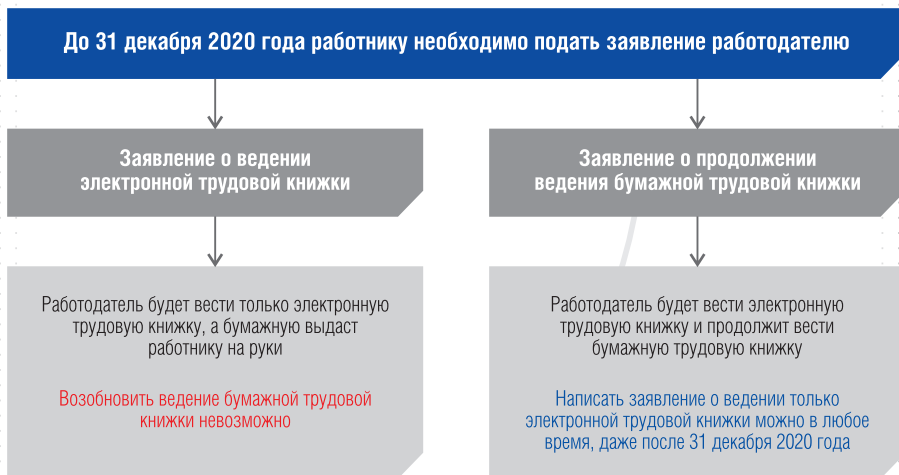 До 31 декабря 2020 года работнику необходимо подать заявление работодателю
Заявление о ведении
электронной трудовой книжки
Работодатель будет вести только электронную
трудовую книжку, а бумажную выдаст
работнику на руки
Возобновить ведение бумажной трудовой
книжки невозможно
Заявление о продолжении
ведения бумажной трудовой книжки
Работодатель будет вести электронную
трудовую книжку и продолжит вести
бумажную трудовую книжку
Написать заявление о ведении только
электронной трудовой книжки можно в любое
время, даже после 31 декабря 2020 года